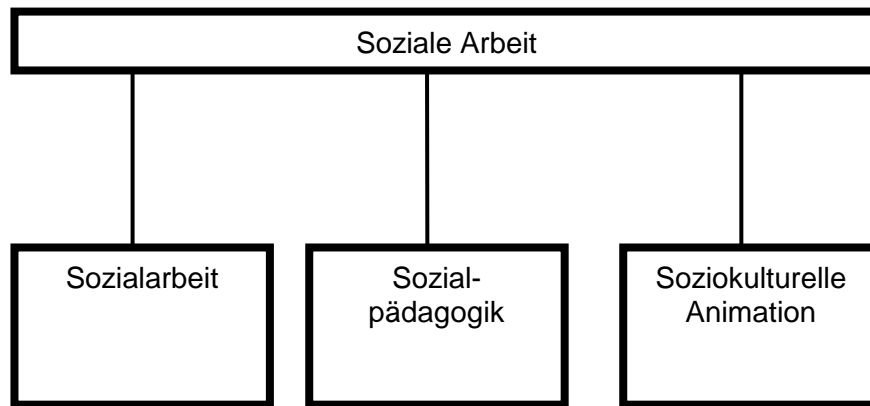 Soziale Arbeit
Sozialarbeit
Sozial-
pädagogik
Soziokulturelle
Animation